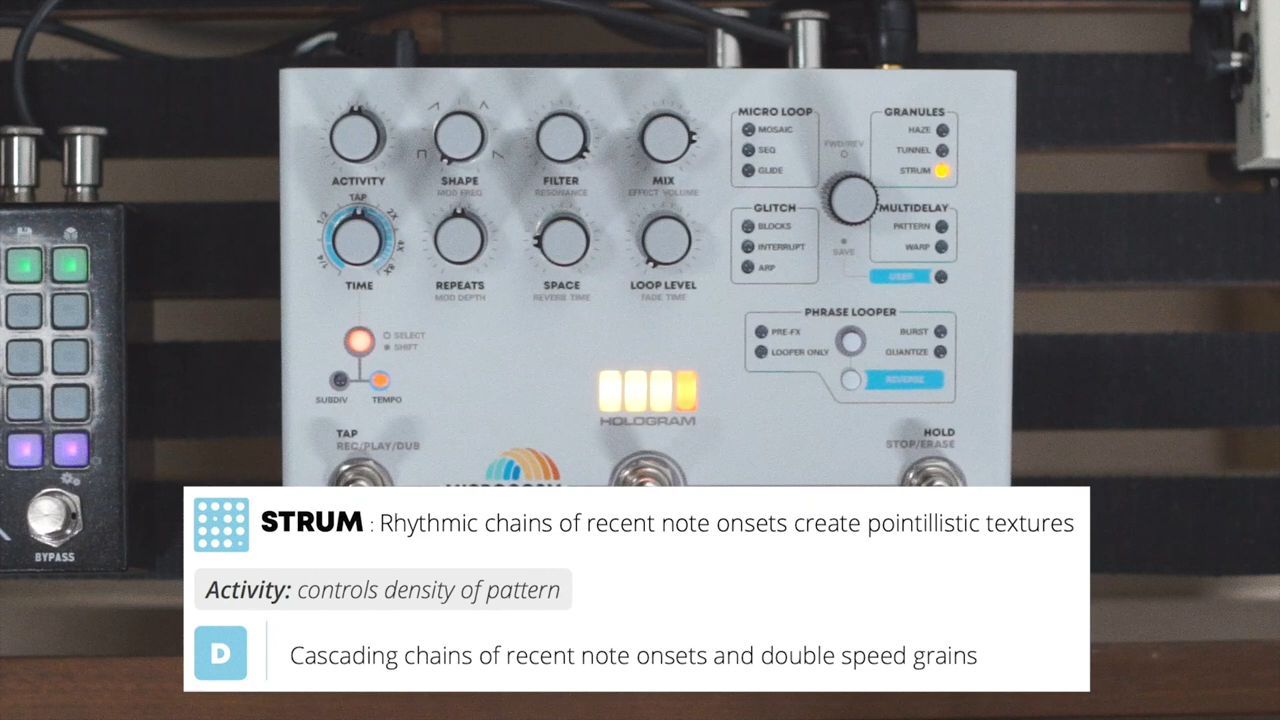 ACTIVITY
SHAPE
MOD FREQ
FILTER
RESONANCE
MIX
EFFECT VOLUME
TAP
1/2
2X
1/4
4X
8X
TIME
REPEATS
MOD DEPTH
SPACE
REVERB TIME
LOOP LEVEL
FADE TIME
MICRO LOOP
MOSAIC
SEQ
GLIDE
FWD/REV
GRANULES
HAZE
TUNNEL
STRUM
GLITCH
BLOCKS
INTERRUPT
ARP
SAVE
MULTIDELAY
PATTERN
WARP
PHRASE LOOPER
PRE-FX
LOOPER ONLY
BURST
QUANTIZE
REVERSE
SELECT
SHIFT
SUBDIV
TEMPO
HOLOGRAM
TAP
REC/PLAY/DUB
HOLD
STOP/ERASE
BYPASS
STRUM : Rhythmic chains of recent note onsets create pointillistic textures
Activity: controls density of pattern
D
Cascading chains of recent note onsets and double speed grains